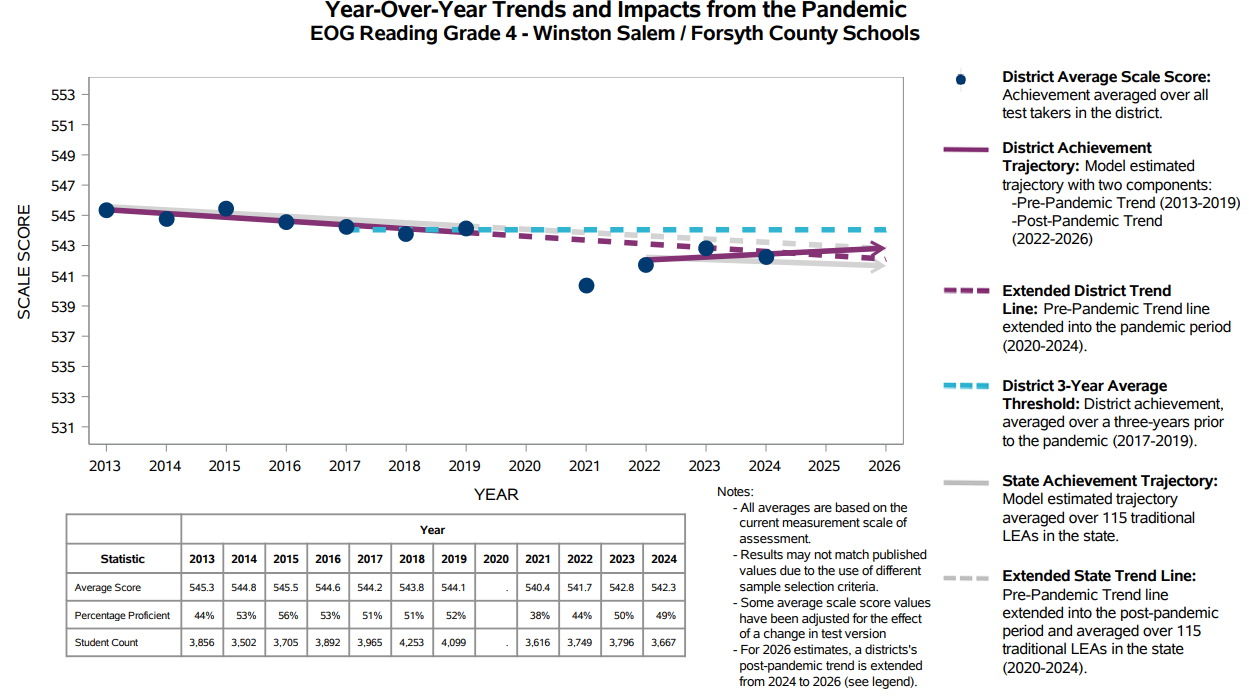 Year-Over-Year Trends and Impacts from the Pandemic
EOG Reading Grade 4 - Winston Salem / Forsyth County Schools
SCALE SCORE
553
551
549
547
545
543
541
539
537
535
533
531
2013 2014 2015 2016 2017 2018 2019 2020 2021 2022 2023 2024 2025 2026
YEAR
District Average Scale Score:
Achievement averaged over all
test takers in the district.
District Achievement
Trajectory: Model estimated
trajectory with two components:
-Pre-Pandemic Trend (2013-2019)
-Post-Pandemic Trend
(2022-2026)
Extended District Trend
Line: Pre-Pandemic Trend line
extended into the pandemic period
(2020-2024).
District 3-Year Average
Threshold: District achievement,
averaged over a three-years prior
to the pandemic (2017-2019).
State Achievement Trajectory:
Model estimated trajectory
averaged over 115 traditional
LEAs in the state.
Extended State Trend Line:
Pre-Pandemic Trend line
extended into the post-pandemic
period and averaged over 115
traditional LEAs in the state
(2020-2024).
Year
Statistic 2013 2014 2015 2016 2017 2018 2019 2020 2021 2022 2023 2024
Average Score 545.3 544.8 545.5 544.6 544.2 543.8 544.1 . 540.4 541.7 542.8 542.3
Percentage Proficient 44% 53% 56% 53% 51% 51% 52% 38% 44% 50% 49%
Student Count 3,856 3,502 3,705 3,892 3,965 4,253 4,099 . 3,616 3,749 3,796 3,667
Notes:
- All averages are based on the
current measurement scale of
assessment.
- Results may not match published
values due to the use of different
sample selection criteria.
- Some average scale score values
have been adjusted for the effect
of a change in test version
- For 2026 estimates, a districts's
post-pandemic trend is extended
from 2024 to 2026 (see legend).